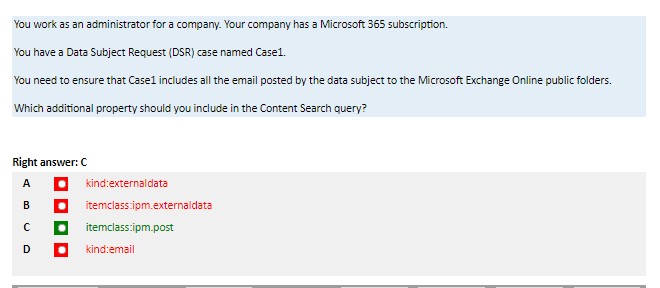 You work as an administrator for a company. Your company has a Microsoft 365 subscription.
You have a Data Subject Request (DSR) case named Case1.
You need to ensure that Case1 includes all the email posted by the data subject to the Microsoft Exchange Online public folders.
Which additional property should you include in the Content Search query?
Right answer: C
A kind:externaldata
B itemclass:ipm.externaldata
C itemclass:ipm.post
D kind:email